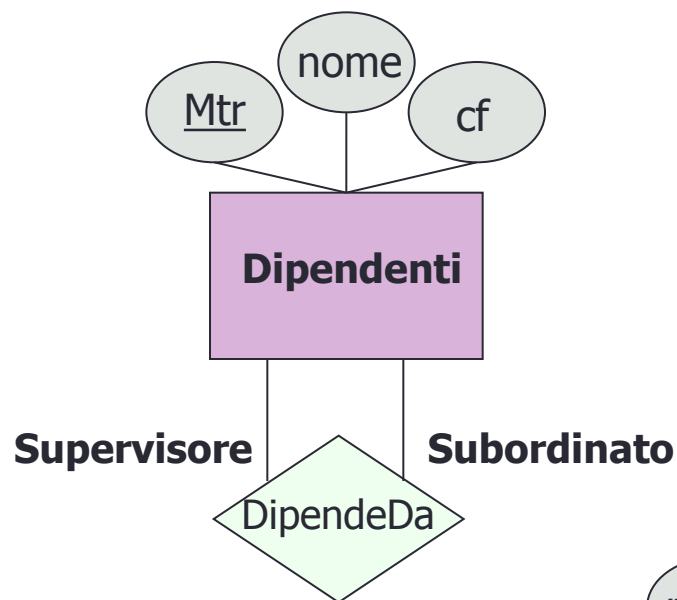 nome
Mtr
cf
Dipendenti
Supervisore
Subordinato
DipendeDa